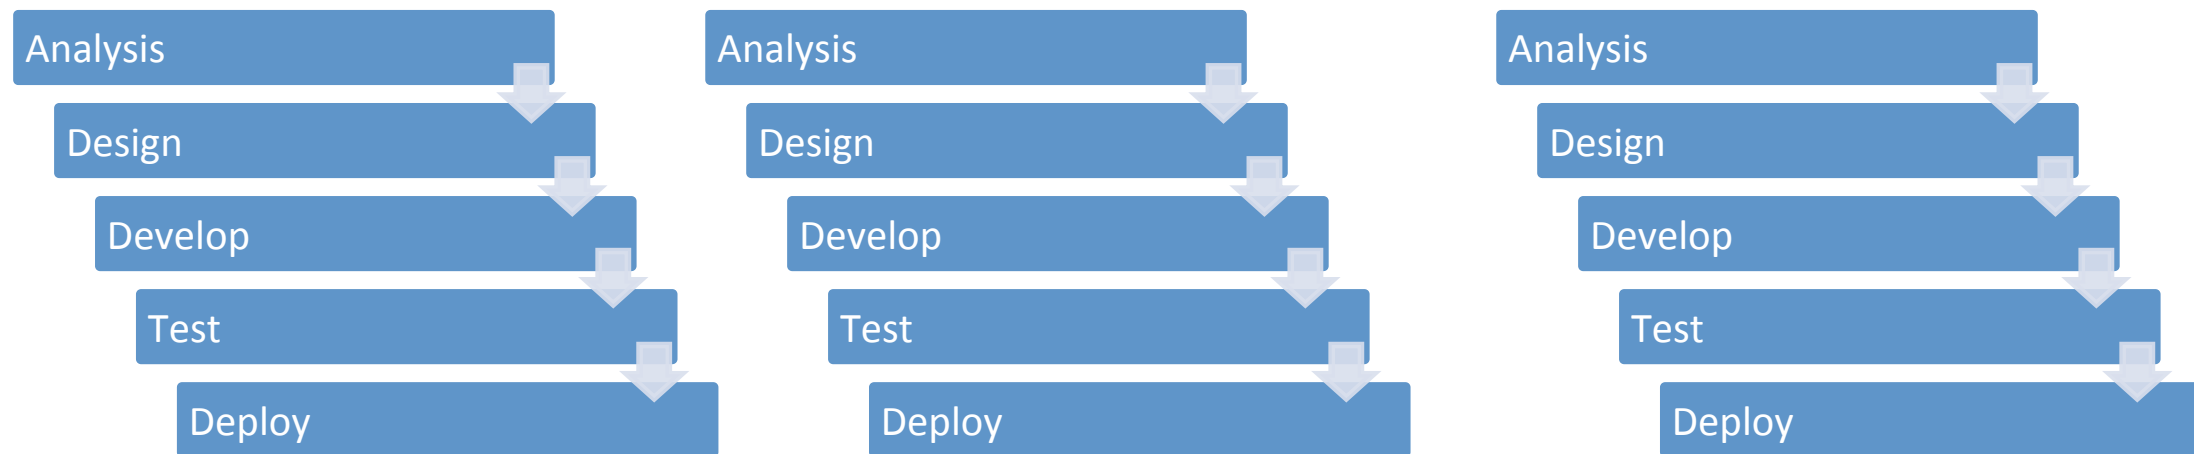 Analysis
Design
Develop
Test
Deploy
Analysis
Design
Develop
Test
Deploy
Analysis
Design
Develop
Test
Deploy